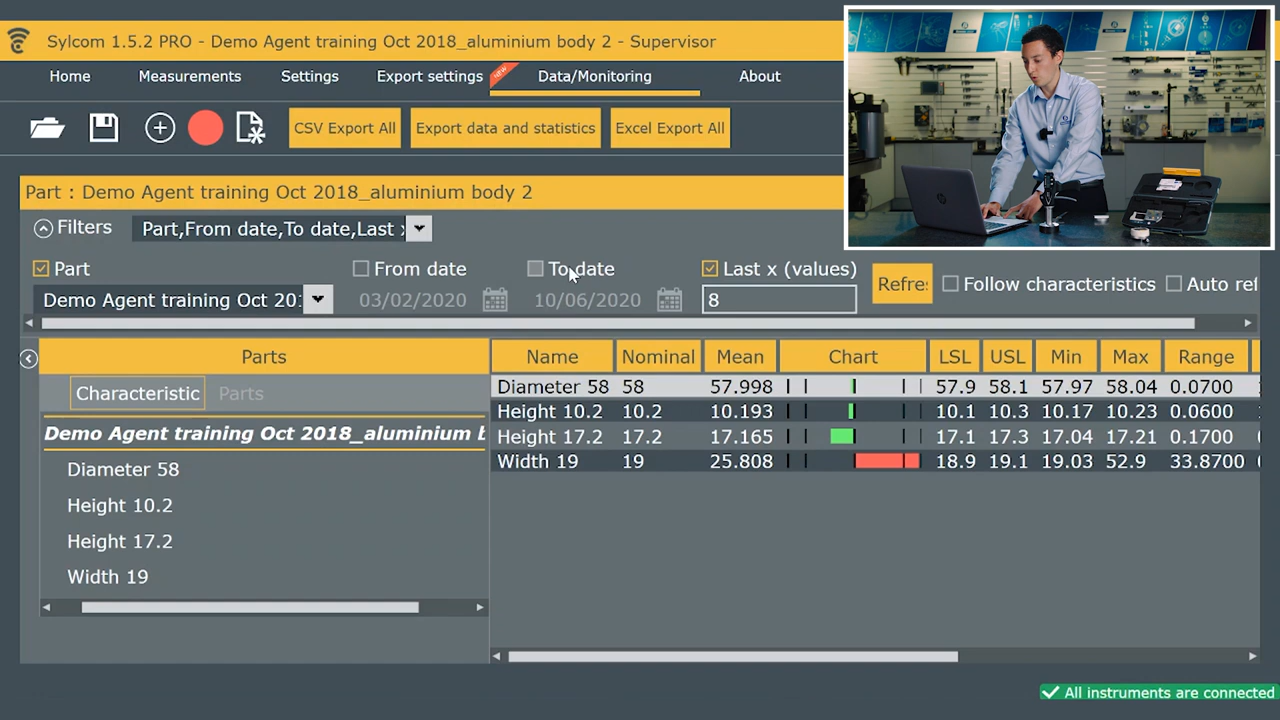 Sylcom 1.5.2 PRO - Demo Agent training Oct 2018_aluminium body 2 - Supervisor
Home Measurements Settings Export settings NEW Data/Monitoring About
CSV Export All Export data and statistics Excel Export All
Part : Demo Agent training Oct 2018_aluminium body 2
Filters Part,From date,To date,Last
Part From date To date Last x (values) Refre Follow characteristics Auto ref
Demo Agent training Oct 20 03/02/2020 10/06/2020 8
Parts Name Nominal Mean Chart LSL USL Min Max Range
Characteristic Parts
Diameter 58 58 57.998 57.9 58.1 57.97 58.04 0.0700
Height 10.2 10.2 10.193 10.1 10.3 10.17 10.23 0.0600
Demo Agent training Oct 2018_aluminium b
Height 17.2 17.2 17.165 17.1 17.3 17.04 17.21 0.1700
Width 19 19 25.808 18.9 19.1 19.03 52.9 33.8700
Diameter 58
Height 10.2
Height 17.2
Width 19
All instruments are connected